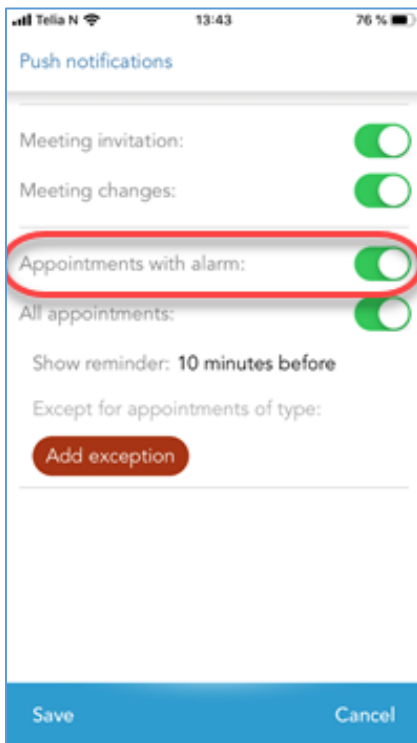 Telia N 13:43 76 %
Push notifications
Meeting invitation:
Meeting changes:
Appointments with alarm:
All appointments:
Show reminder: 10 minutes before
Except for appointments of type:
Add exception
Save Cancel